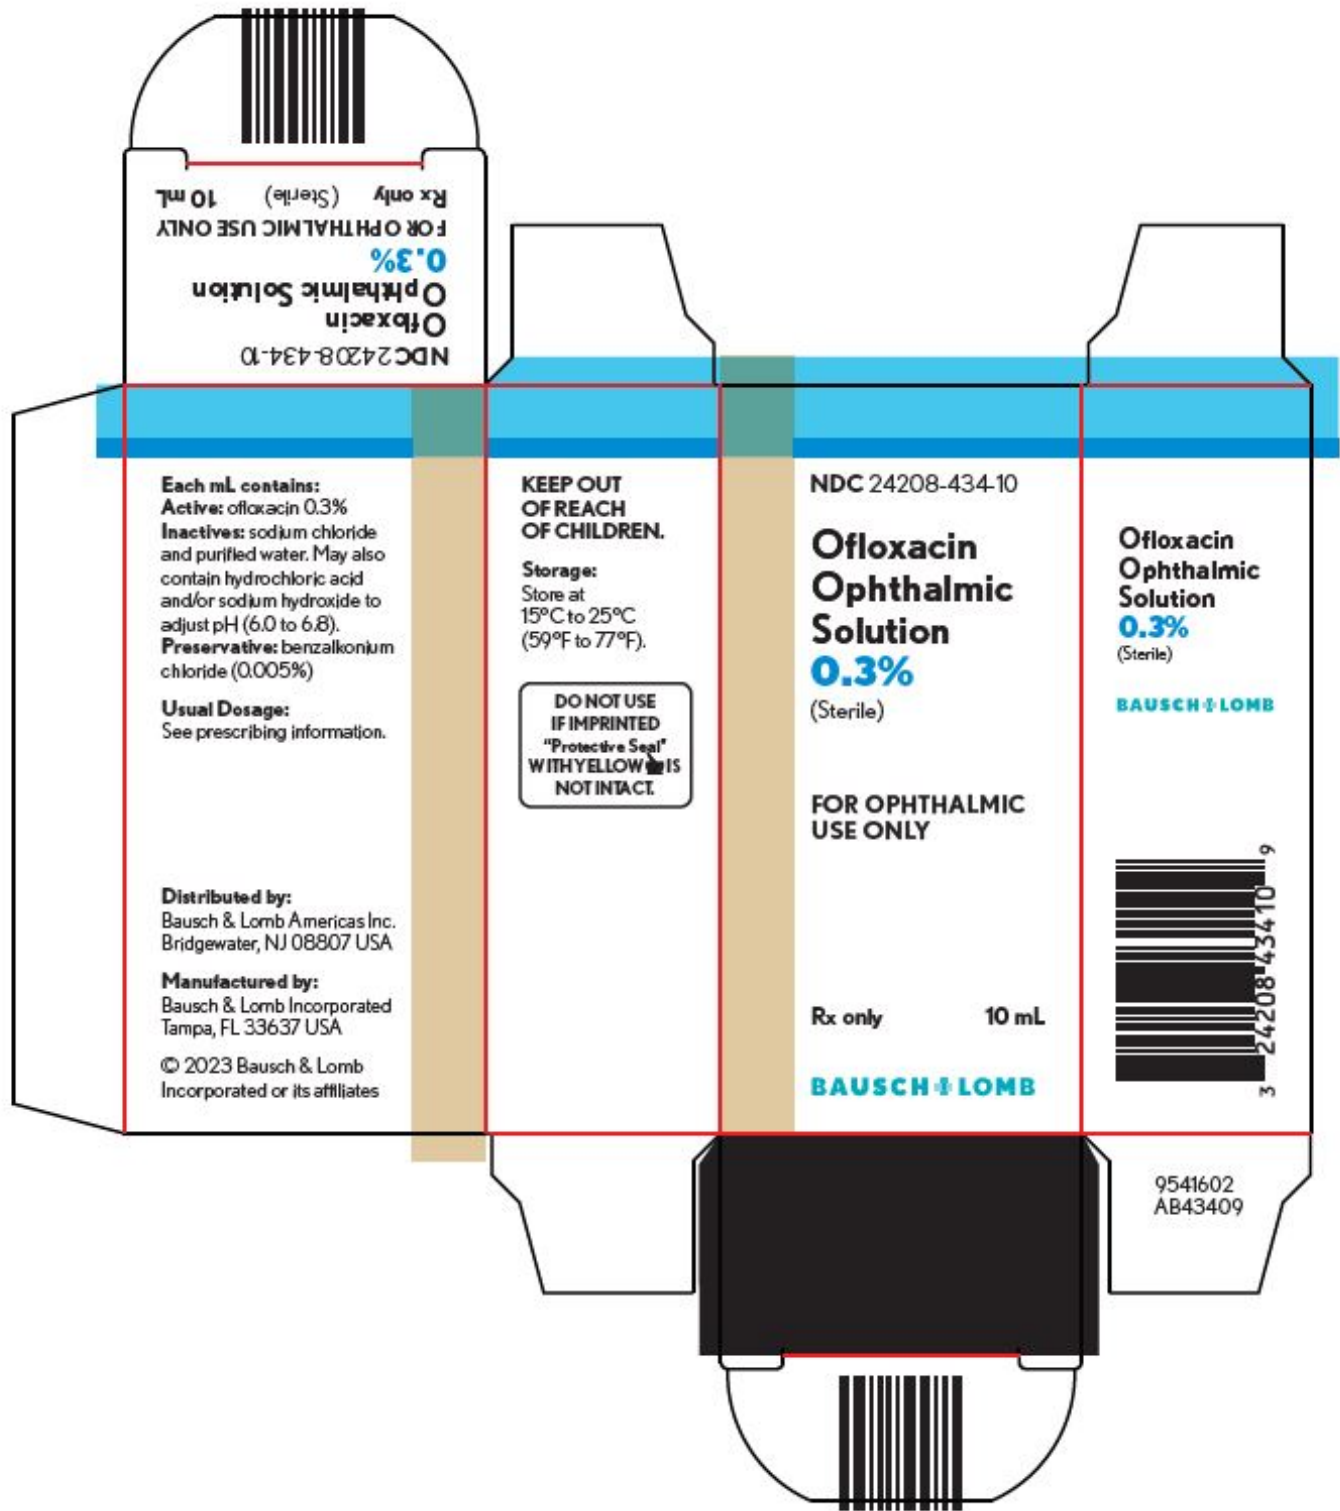 Rx only (Sterile) 10 mL
FOR OPHTHALMIC USE ONLY
0.3%
Ophthalmic Solution
Ofloxacin
NDC 24208-434-10
Each mL contains:
Active: ofloxacin 0.3%
Inactives: sodium chloride
and purified water. May also
contain hydrochloric acid
and/or sodium hydroxide to
adjust pH (6.0 to 6.8).
Preservative: benzalkonium
chloride (0.005%)
Usual Dosage:
See prescribing information.
Distributed by:
Bausch & Lomb Americas Inc.
Bridgewater, NJ 08807 USA
Manufactured by:
Bausch & Lomb Incorporated
Tampa, FL 33637 USA
© 2023 Bausch & Lomb
Incorporated or its affiliates
KEEP OUT
OF REACH
OF CHILDREN.
Storage:
Store at
15°C to 25°C
(59°F to 77°F).
DO NOT USE
IF IMPRINTED
"Protective Seal"
WITH YELLOW IS
NOT INTACT.
NDC 24208-434-10
Ofloxacin
Ophthalmic
Solution
0.3%
(Sterile)
FOR OPHTHALMIC
USE ONLY
Rx only 10 mL
BAUSCH + LOMB
Ofloxacin
Ophthalmic
Solution
0.3%
(Sterile)
BAUSCH + LOMB
3 24208 43410 9
9541602
AB43409